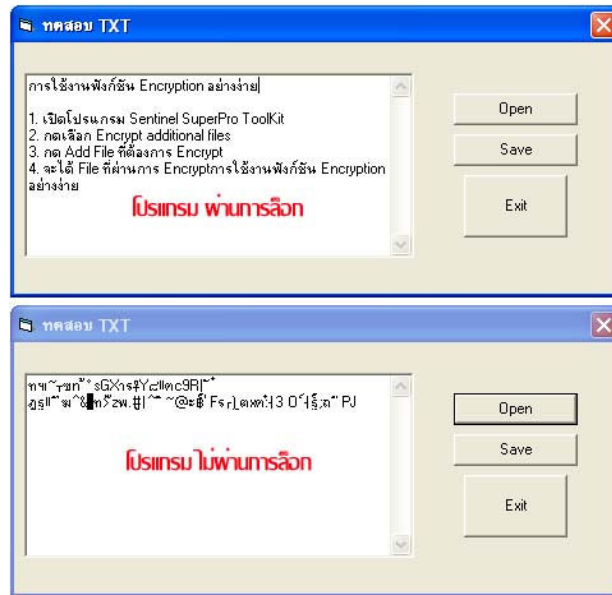 ทดสอบ TXT
การใช้งานฟังก์ชัน Encryption อย่างง่าย
1. เปิดโปรแกรม Sentinel SuperPro ToolKit
2. กดเลือก Encrypt additional files
3. กด Add File ที่ต้องการ Encrypt
4. จะได้ File ที่ผ่านการ Encryptการใช้งานฟังก์ชัน Encryption
อย่างง่าย
โปรแกรม ผ่านการล็อก
Open
Save
Exit
ทดสอบ TXT
โปรแกรม ไม่ผ่านการล็อก
Open
Save
Exit